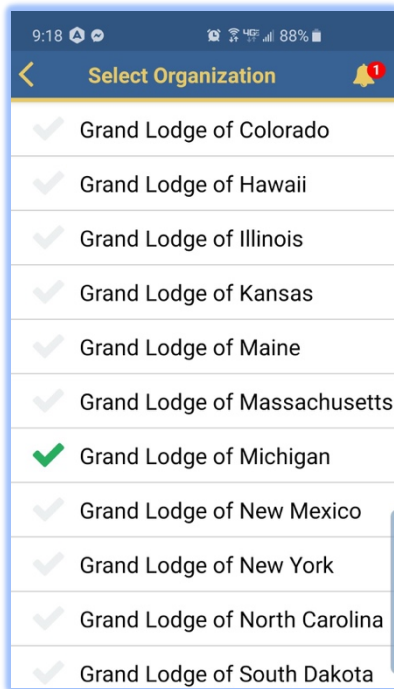 9:18 88%
Select Organization 1
Grand Lodge of Colorado
Grand Lodge of Hawaii
Grand Lodge of Illinois
Grand Lodge of Kansas
Grand Lodge of Maine
Grand Lodge of Massachusetts
Grand Lodge of Michigan
Grand Lodge of New Mexico
Grand Lodge of New York
Grand Lodge of North Carolina
Grand Lodge of South Dakota